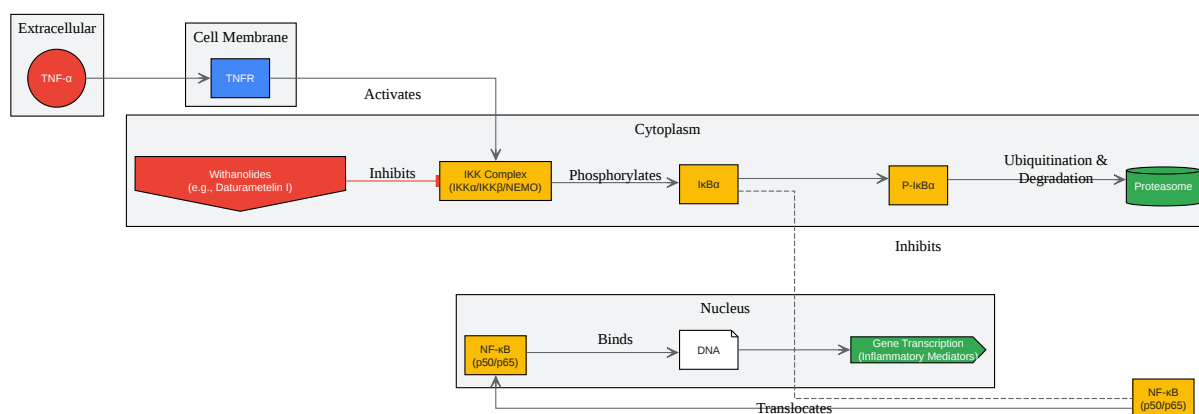 Extracellular
TNF-α
Cell Membrane
TNFR
Activates
Cytoplasm
Withanolides
(e.g., Daturametelin I)
Inhibits
IKK Complex
(IKKα/IKKβ/NEMO)
Phosphorylates
IκBα
P-IκBα
Ubiquitination &
Degradation
Proteasome
Inhibits
Nucleus
NF-κB
(p50/p65)
Binds
DNA
Gene Transcription
(Inflammatory Mediators)
Translocates
NF-κB
(p50/p65)